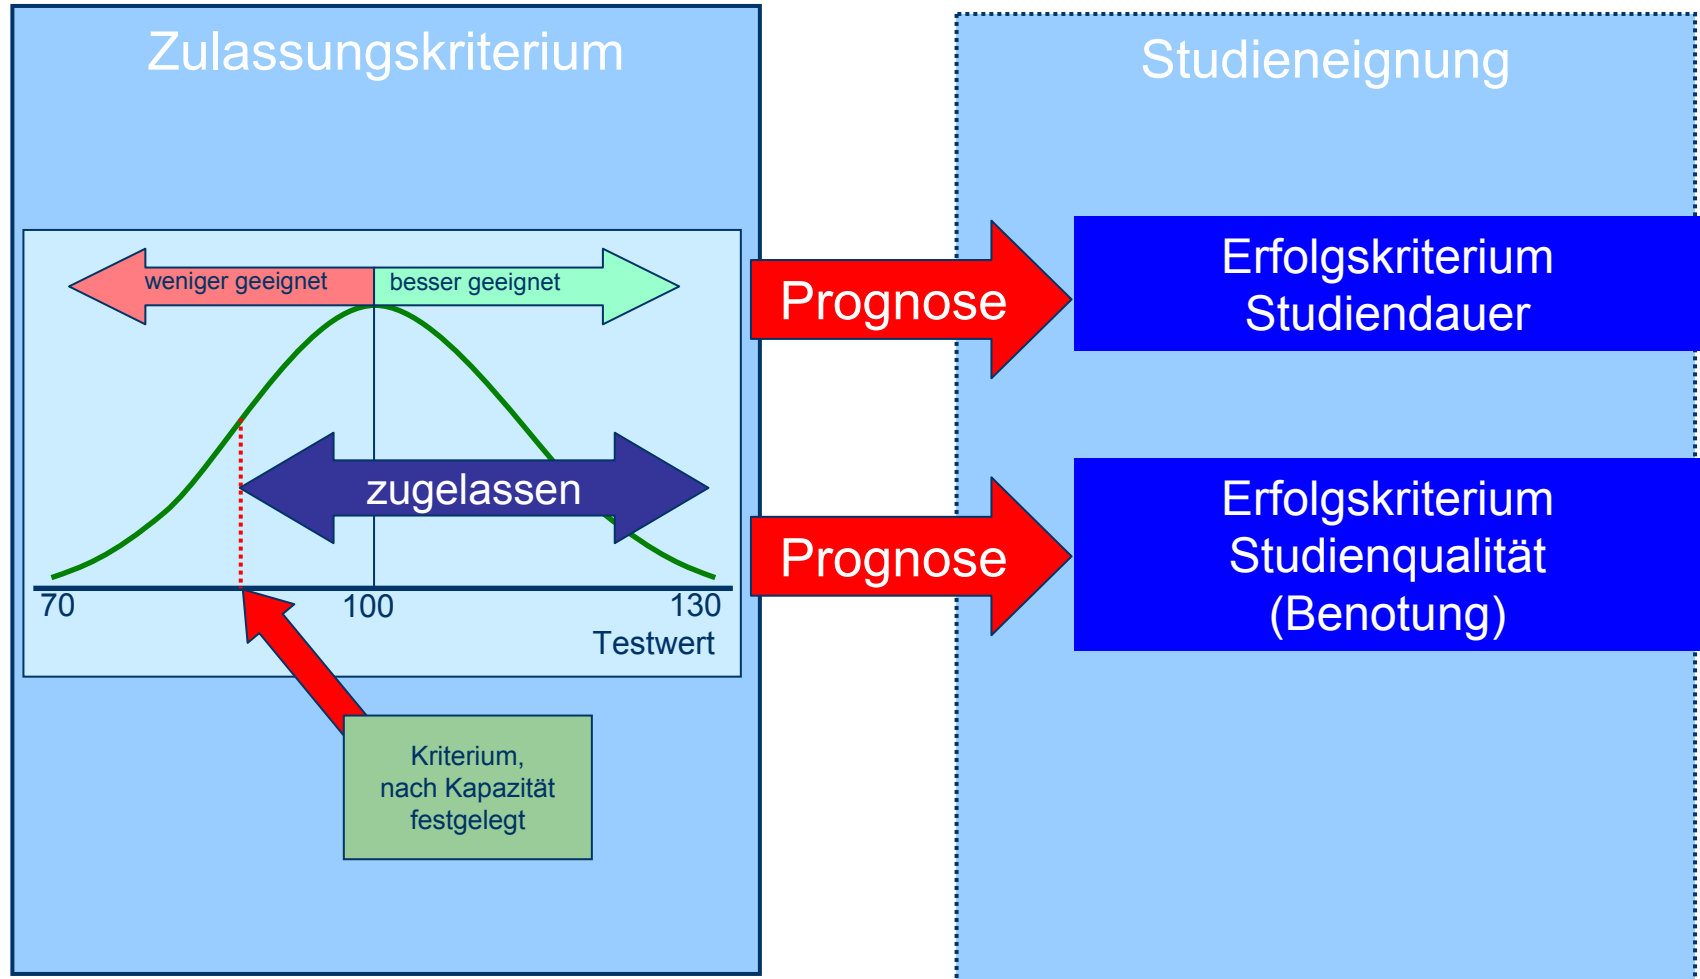 Zulassungskriterium
weniger geeignet
besser geeignet
zugelassen
70
100
130
Testwert
Kriterium,
nach Kapazität
festgelegt
Prognose
Prognose
Studieneignung
Erfolgskriterium
Studiendauer
Erfolgskriterium
Studienqualität
(Benotung)